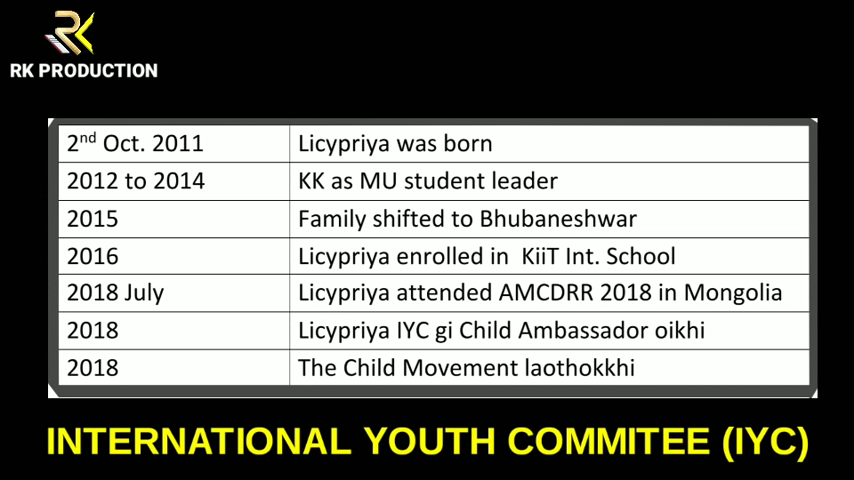 RK PRODUCTION
2nd Oct. 2011 Licypriya was born
2012 to 2014 KK as MU student leader
2015 Family shifted to Bhubaneshwar
2016 Licypriya enrolled in KiiT Int. School
2018 July Licypriya attended AMCDRR 2018 in Mongolia
2018 Licypriya IYC gi Child Ambassador oikhi
2018 The Child Movement laothokkhi
INTERNATIONAL YOUTH COMMITEE (IYC)